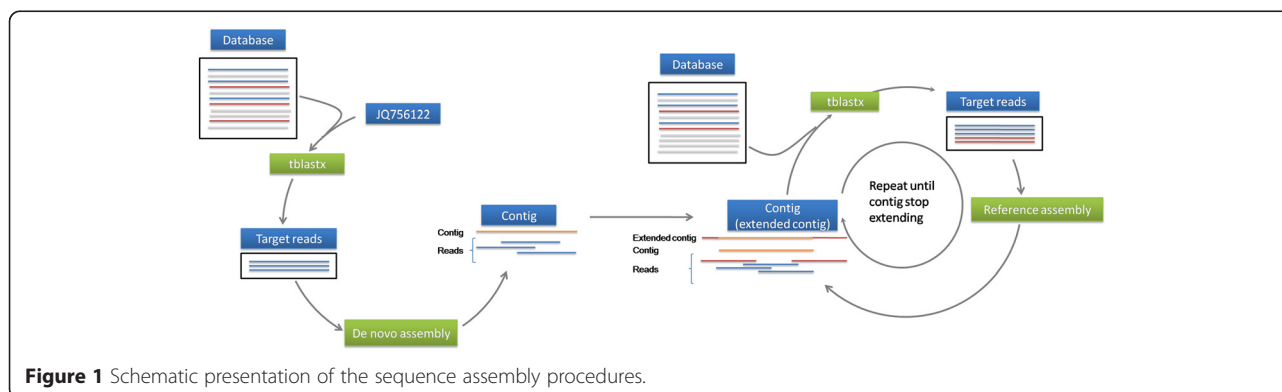 Database
JQ756122
tblastx
Target reads
De novo assembly
Contig
Contig
Reads
Database
tblastx
Target reads
Reference assembly
Repeat until
contig stop
extending
Contig
(extended contig)
Extended contig
Contig
Reads
Figure 1 Schematic presentation of the sequence assembly procedures.